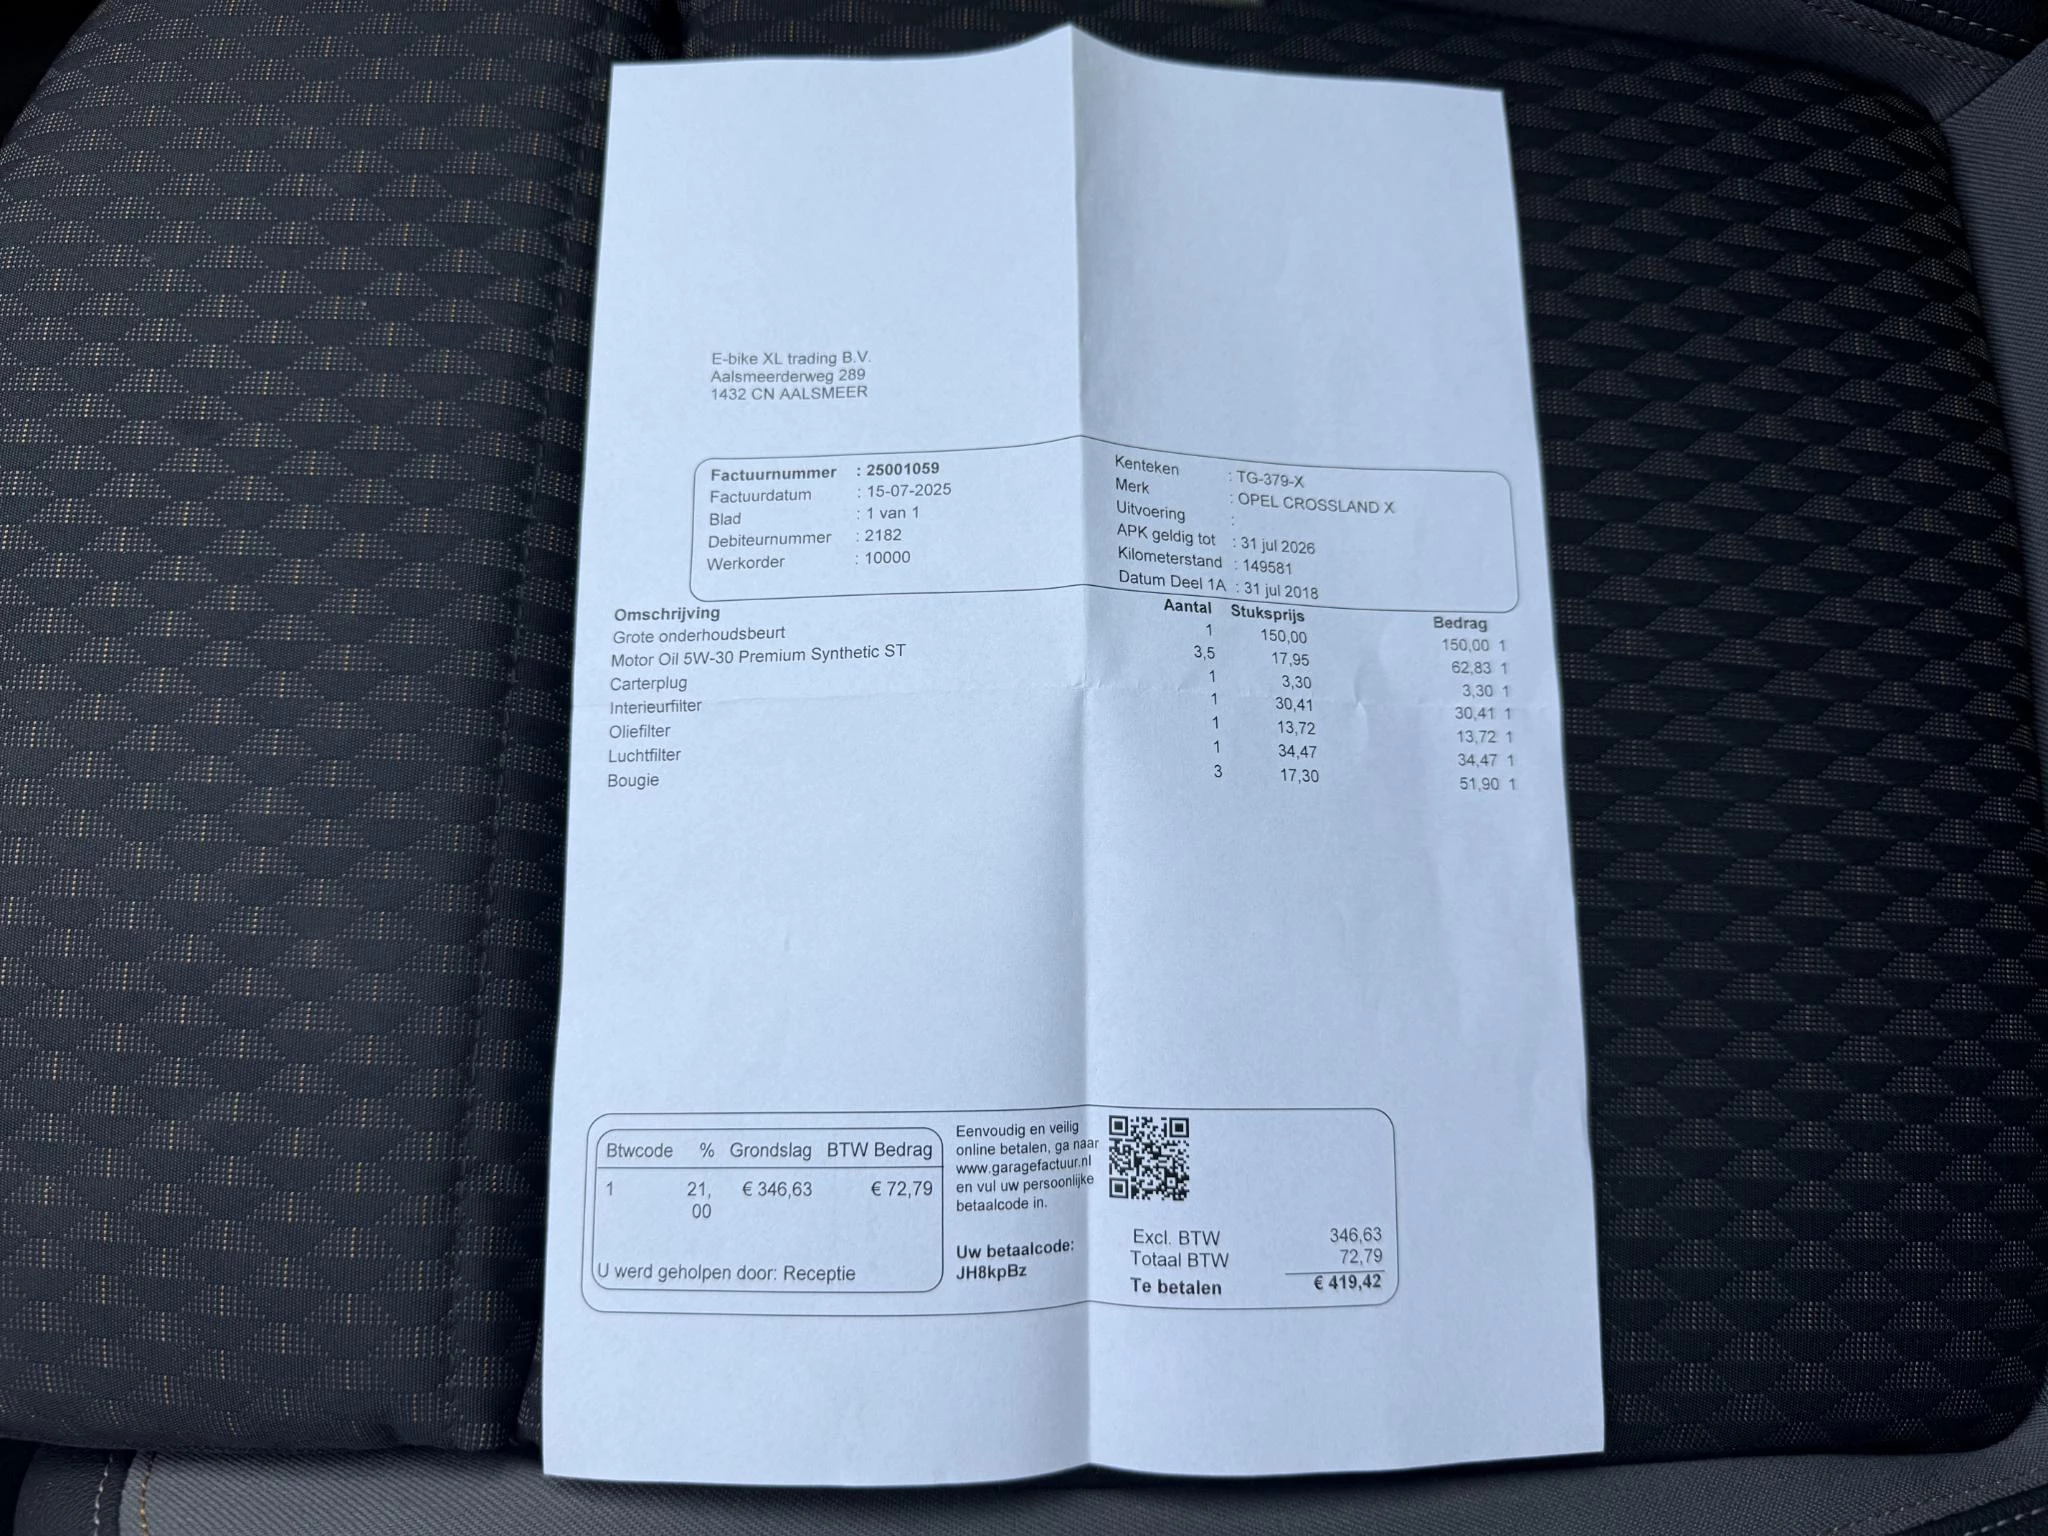 E-bike XL trading B.V.
Aalsmeerderweg 289
1432 CN AALSMEER
Factuurnummer : 25001059
Factuurdatum : 15-07-2025
Blad : 1 van 1
Debiteurnummer : 2182
Werkorder : 10000
Kenteken : TG-379-X
Merk : OPEL CROSSLAND X
Uitvoering :
APK geldig tot : 31 jul 2026
Kilometerstand : 149581
Datum Deel 1A : 31 jul 2018
Omschrijving Aantal Stuksprijs Bedrag
Grote onderhoudsbeurt 1 150,00 150,00 1
Motor Oil 5W-30 Premium Synthetic ST 3,5 17,95 62,83 1
Carterplug 1 3,30 3,30 1
Interieurfilter 1 30,41 30,41 1
Oliefilter 1 13,72 13,72 1
Luchtfilter 1 34,47 34,47 1
Bougie 3 17,30 51,90 1
Btwcode % Grondslag BTW Bedrag
1 21, € 346,63 € 72,79
00
U werd geholpen door: Receptie
Eenvoudig en veilig
online betalen, ga naar
www.garagefactuur.nl
en vul uw persoonlijke
betaalcode in.
Uw betaalcode:
JH8kpBz
Excl. BTW 346,63
Totaal BTW 72,79
Te betalen € 419,42